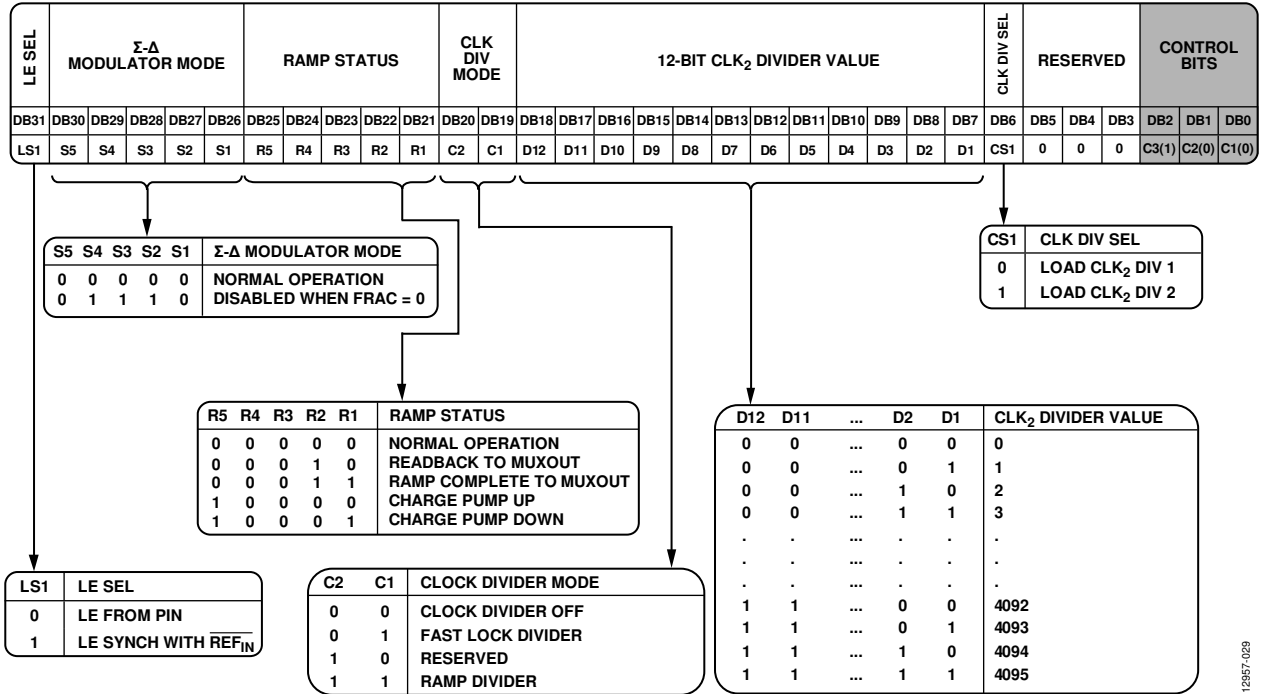 LE SEL
Σ-Δ
MODULATOR MODE
RAMP STATUS
CLK
DIV
MODE
12-BIT CLK2 DIVIDER VALUE
CLK DIV SEL
RESERVED
CONTROL
BITS
DB31 DB30 DB29 DB28 DB27 DB26 DB25 DB24 DB23 DB22 DB21 DB20 DB19 DB18 DB17 DB16 DB15 DB14 DB13 DB12 DB11 DB10 DB9 DB8 DB7 DB6 DB5 DB4 DB3 DB2 DB1 DB0
LS1 S5 S4 S3 S2 S1 R5 R4 R3 R2 R1 C2 C1 D12 D11 D10 D9 D8 D7 D6 D5 D4 D3 D2 D1 CS1 0 0 0 C3(1) C2(0) C1(0)
S5 S4 S3 S2 S1 Σ-Δ MODULATOR MODE
0 0 0 0 0 NORMAL OPERATION
0 1 1 1 0 DISABLED WHEN FRAC = 0
CS1 CLK DIV SEL
0 LOAD CLK2 DIV 1
1 LOAD CLK2 DIV 2
R5 R4 R3 R2 R1 RAMP STATUS
0 0 0 0 0 NORMAL OPERATION
0 0 0 1 0 READBACK TO MUXOUT
0 0 0 1 1 RAMP COMPLETE TO MUXOUT
1 0 0 0 0 CHARGE PUMP UP
1 0 0 0 1 CHARGE PUMP DOWN
D12 D11 ... D2 D1 CLK2 DIVIDER VALUE
0 0 ... 0 0 0
0 0 ... 0 1 1
0 0 ... 1 0 2
0 0 ... 1 1 3
. . ... . . .
. . ... . . .
. . ... . . .
1 1 ... 0 0 4092
1 1 ... 0 1 4093
1 1 ... 1 0 4094
1 1 ... 1 1 4095
LS1 LE SEL
0 LE FROM PIN
1 LE SYNCH WITH REFIN
C2 C1 CLOCK DIVIDER MODE
0 0 CLOCK DIVIDER OFF
0 1 FAST LOCK DIVIDER
1 0 RESERVED
1 1 RAMP DIVIDER
12957-029